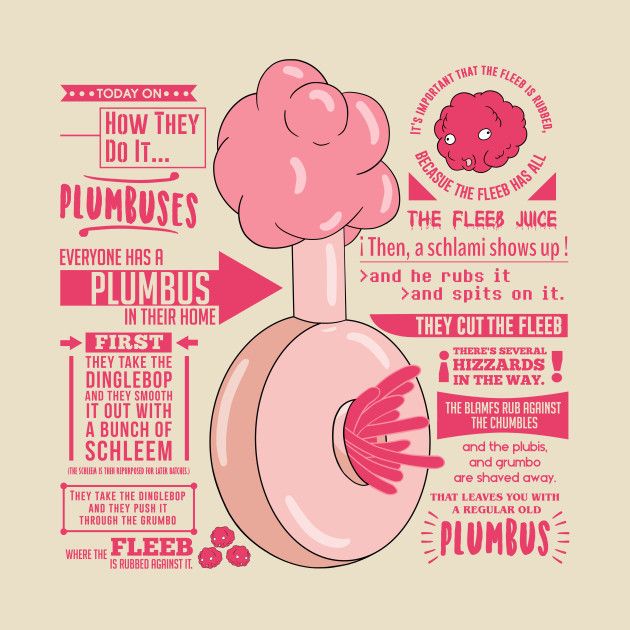 TODAY ON
HOW THEY
DO IT...
PLUMBUSES
EVERYONE HAS A
PLUMBUS
IN THEIR HOME
FIRST
THEY TAKE THE
DINGLEBOP
AND THEY SMOOTH
IT OUT WITH
A BUNCH OF
SCHLEEM
(THE SCHLEEM IS THEN REPURPOSED FOR LATER BATCHES.)
THEY TAKE THE DINGLEBOP
AND THEY PUSH IT
THROUGH THE GRUMBO
WHERE THE FLEEB
IS RUBBED AGAINST IT.
IT'S IMPORTANT THAT THE FLEEB IS RUBBED,
BECASUE THE FLEEB HAS ALL
THE FLEEB JUICE
¡Then, a schlami shows up!
>and he rubs it
>and spits on it.
THEY CUT THE FLEEB
¡THERE'S SEVERAL
HIZZARDS
IN THE WAY.!
THE BLAMFS RUB AGAINST
THE CHUMBLES
and the plubis,
and grumbo
are shaved away.
THAT LEAVES YOU WITH
A REGULAR OLD
PLUMBUS